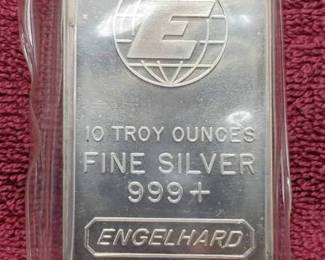 E
10 TROY OUNCES
FINE SILVER
999+
ENGELHARD